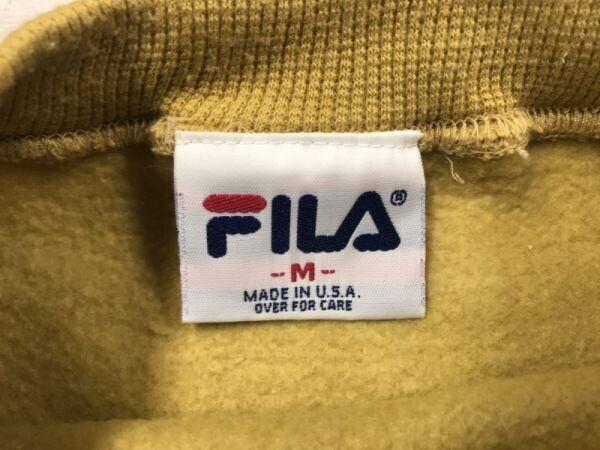 FILA®
-M-
MADE IN U.S.A.
OVER FOR CARE